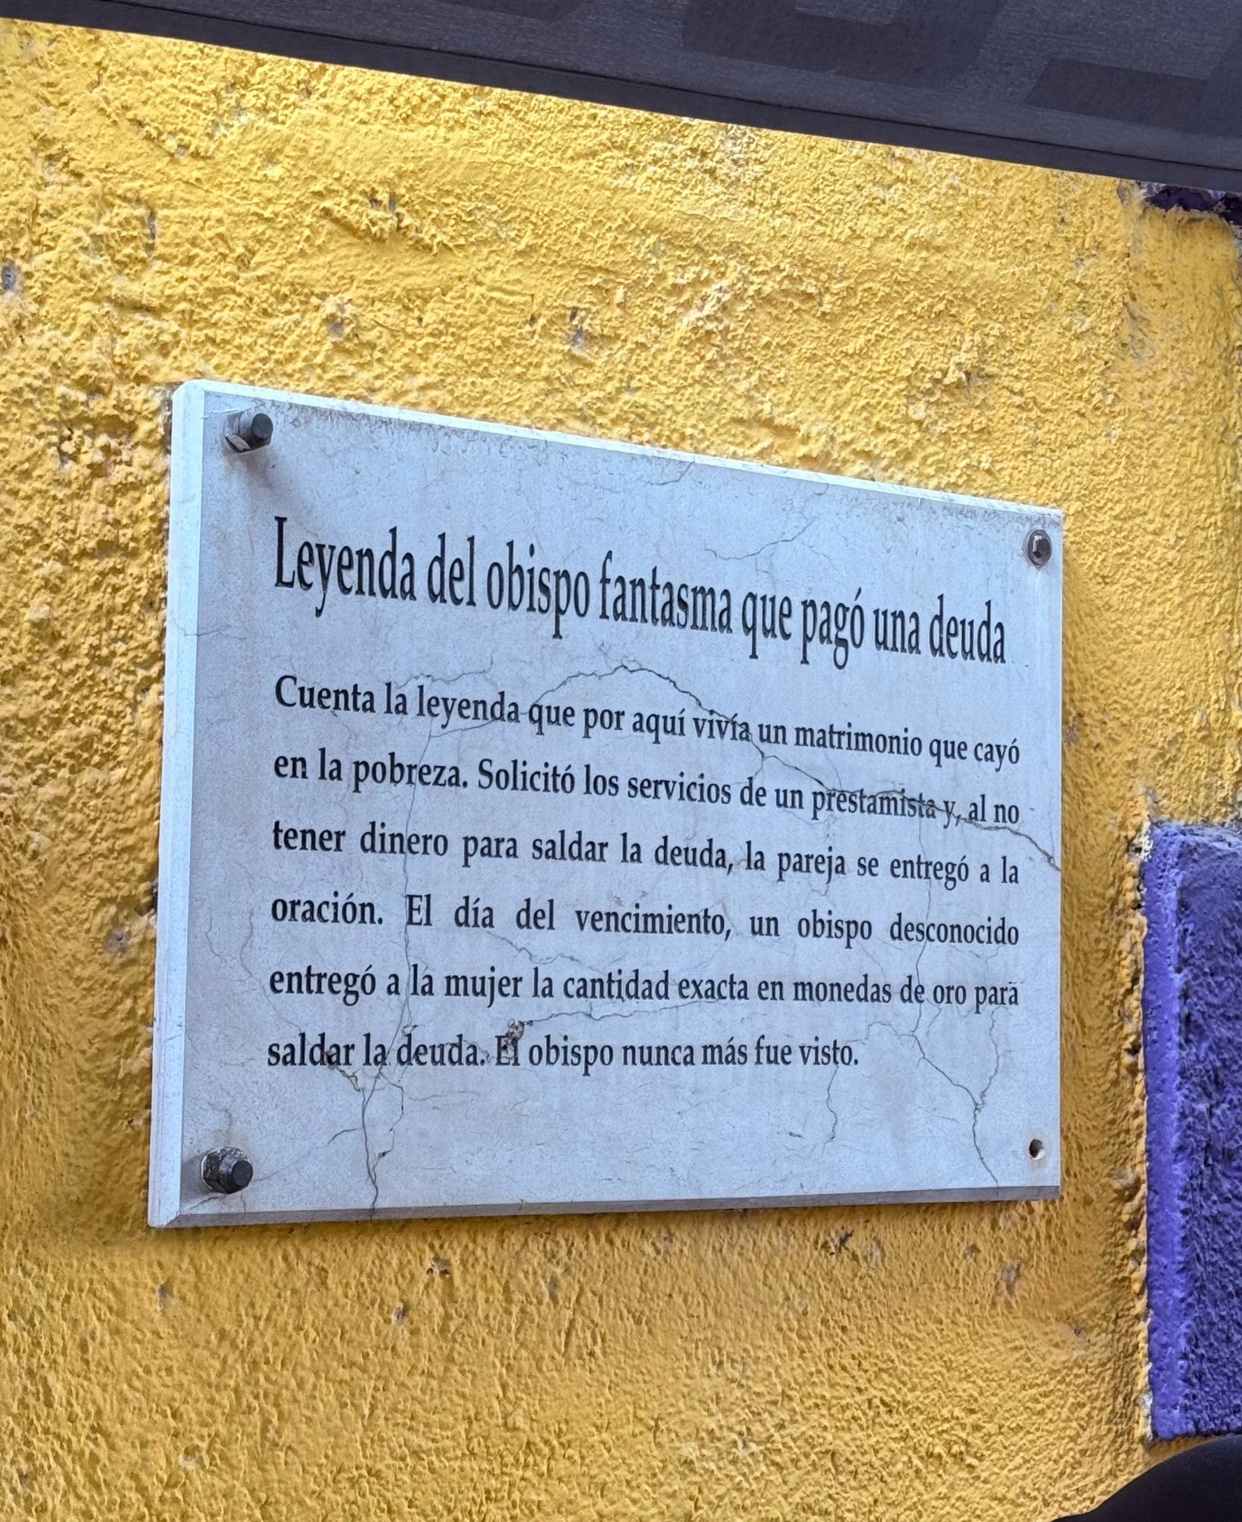 Leyenda del obispo fantasma que pagó una deuda
Cuenta la leyenda que por aquí vivía un matrimonio que cayó
en la pobreza. Solicitó los servicios de un prestamista y, al no
tener dinero para saldar la deuda, la pareja se entregó a la
oración. El día del vencimiento, un obispo desconocido
entregó a la mujer la cantidad exacta en monedas de oro para
saldar la deuda. El obispo nunca más fue visto.